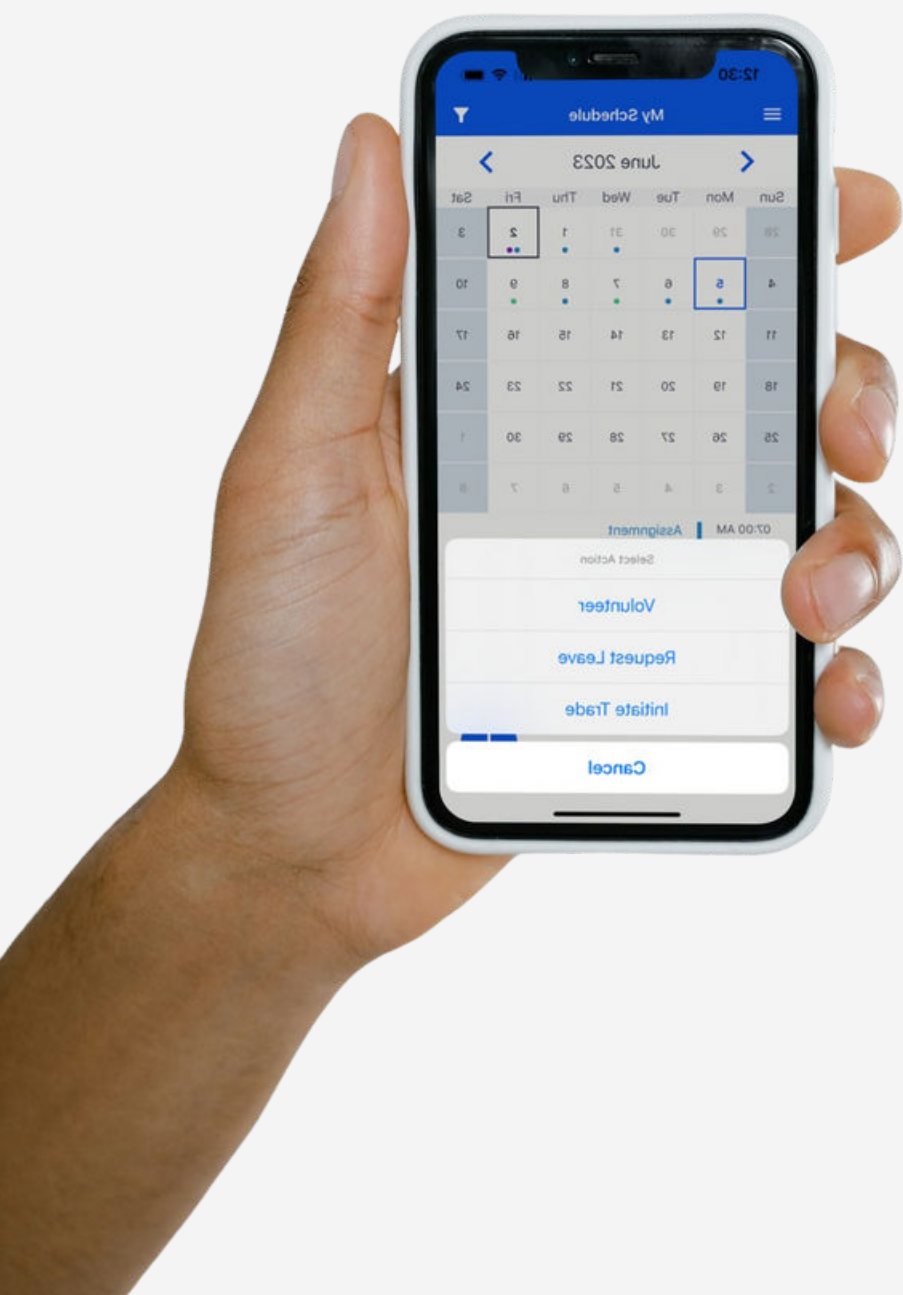 12:30
My Schedule
June 2023
Sun Mon Tue Wed Thu Fri Sat
28 29 30 31 1 2 3
4 5 6 7 8 9 10
11 12 13 14 15 16 17
18 19 20 21 22 23 24
25 26 27 28 29 30 1
2 3 4 5 6 7 8
07:00 AM Assignment
Select Action
Volunteer
Request Leave
Initiate Trade
Cancel